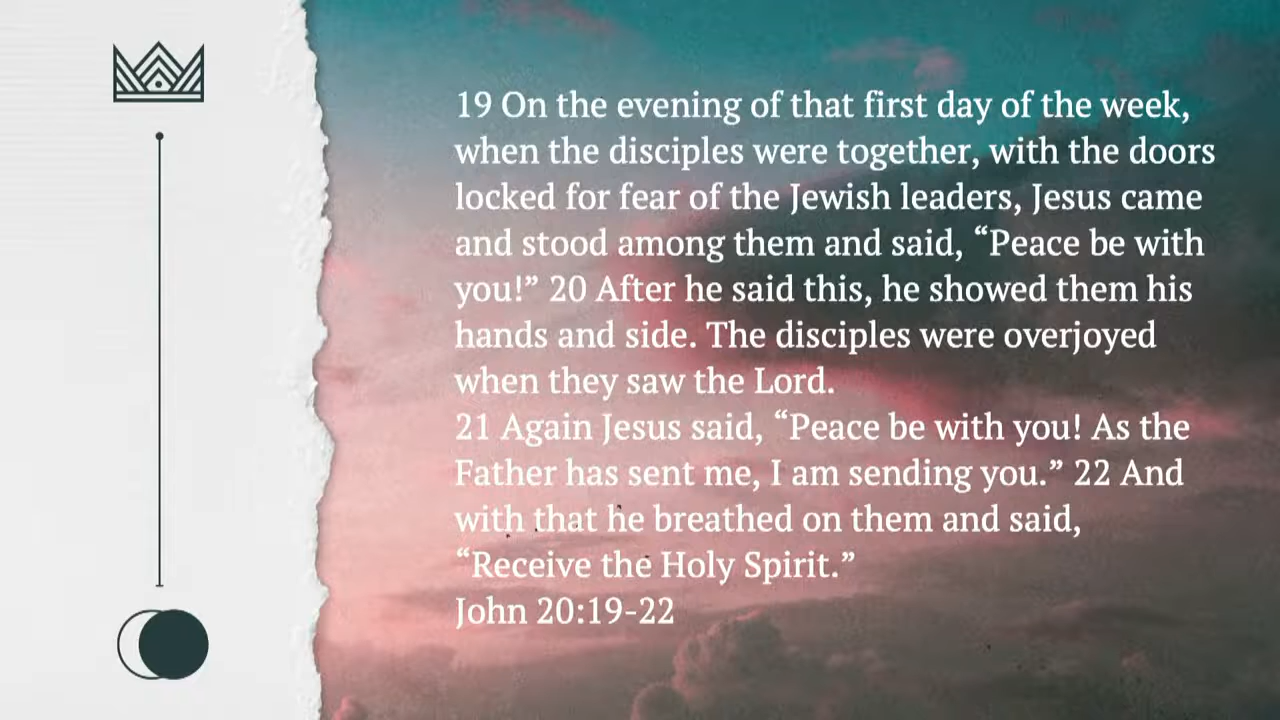 19 On the evening of that first day of the week,
when the disciples were together, with the doors
locked for fear of the Jewish leaders, Jesus came
and stood among them and said, “Peace be with
you!” 20 After he said this, he showed them his
hands and side. The disciples were overjoyed
when they saw the Lord.
21 Again Jesus said, “Peace be with you! As the
Father has sent me, I am sending you.” 22 And
with that he breathed on them and said,
“Receive the Holy Spirit.”
John 20:19-22